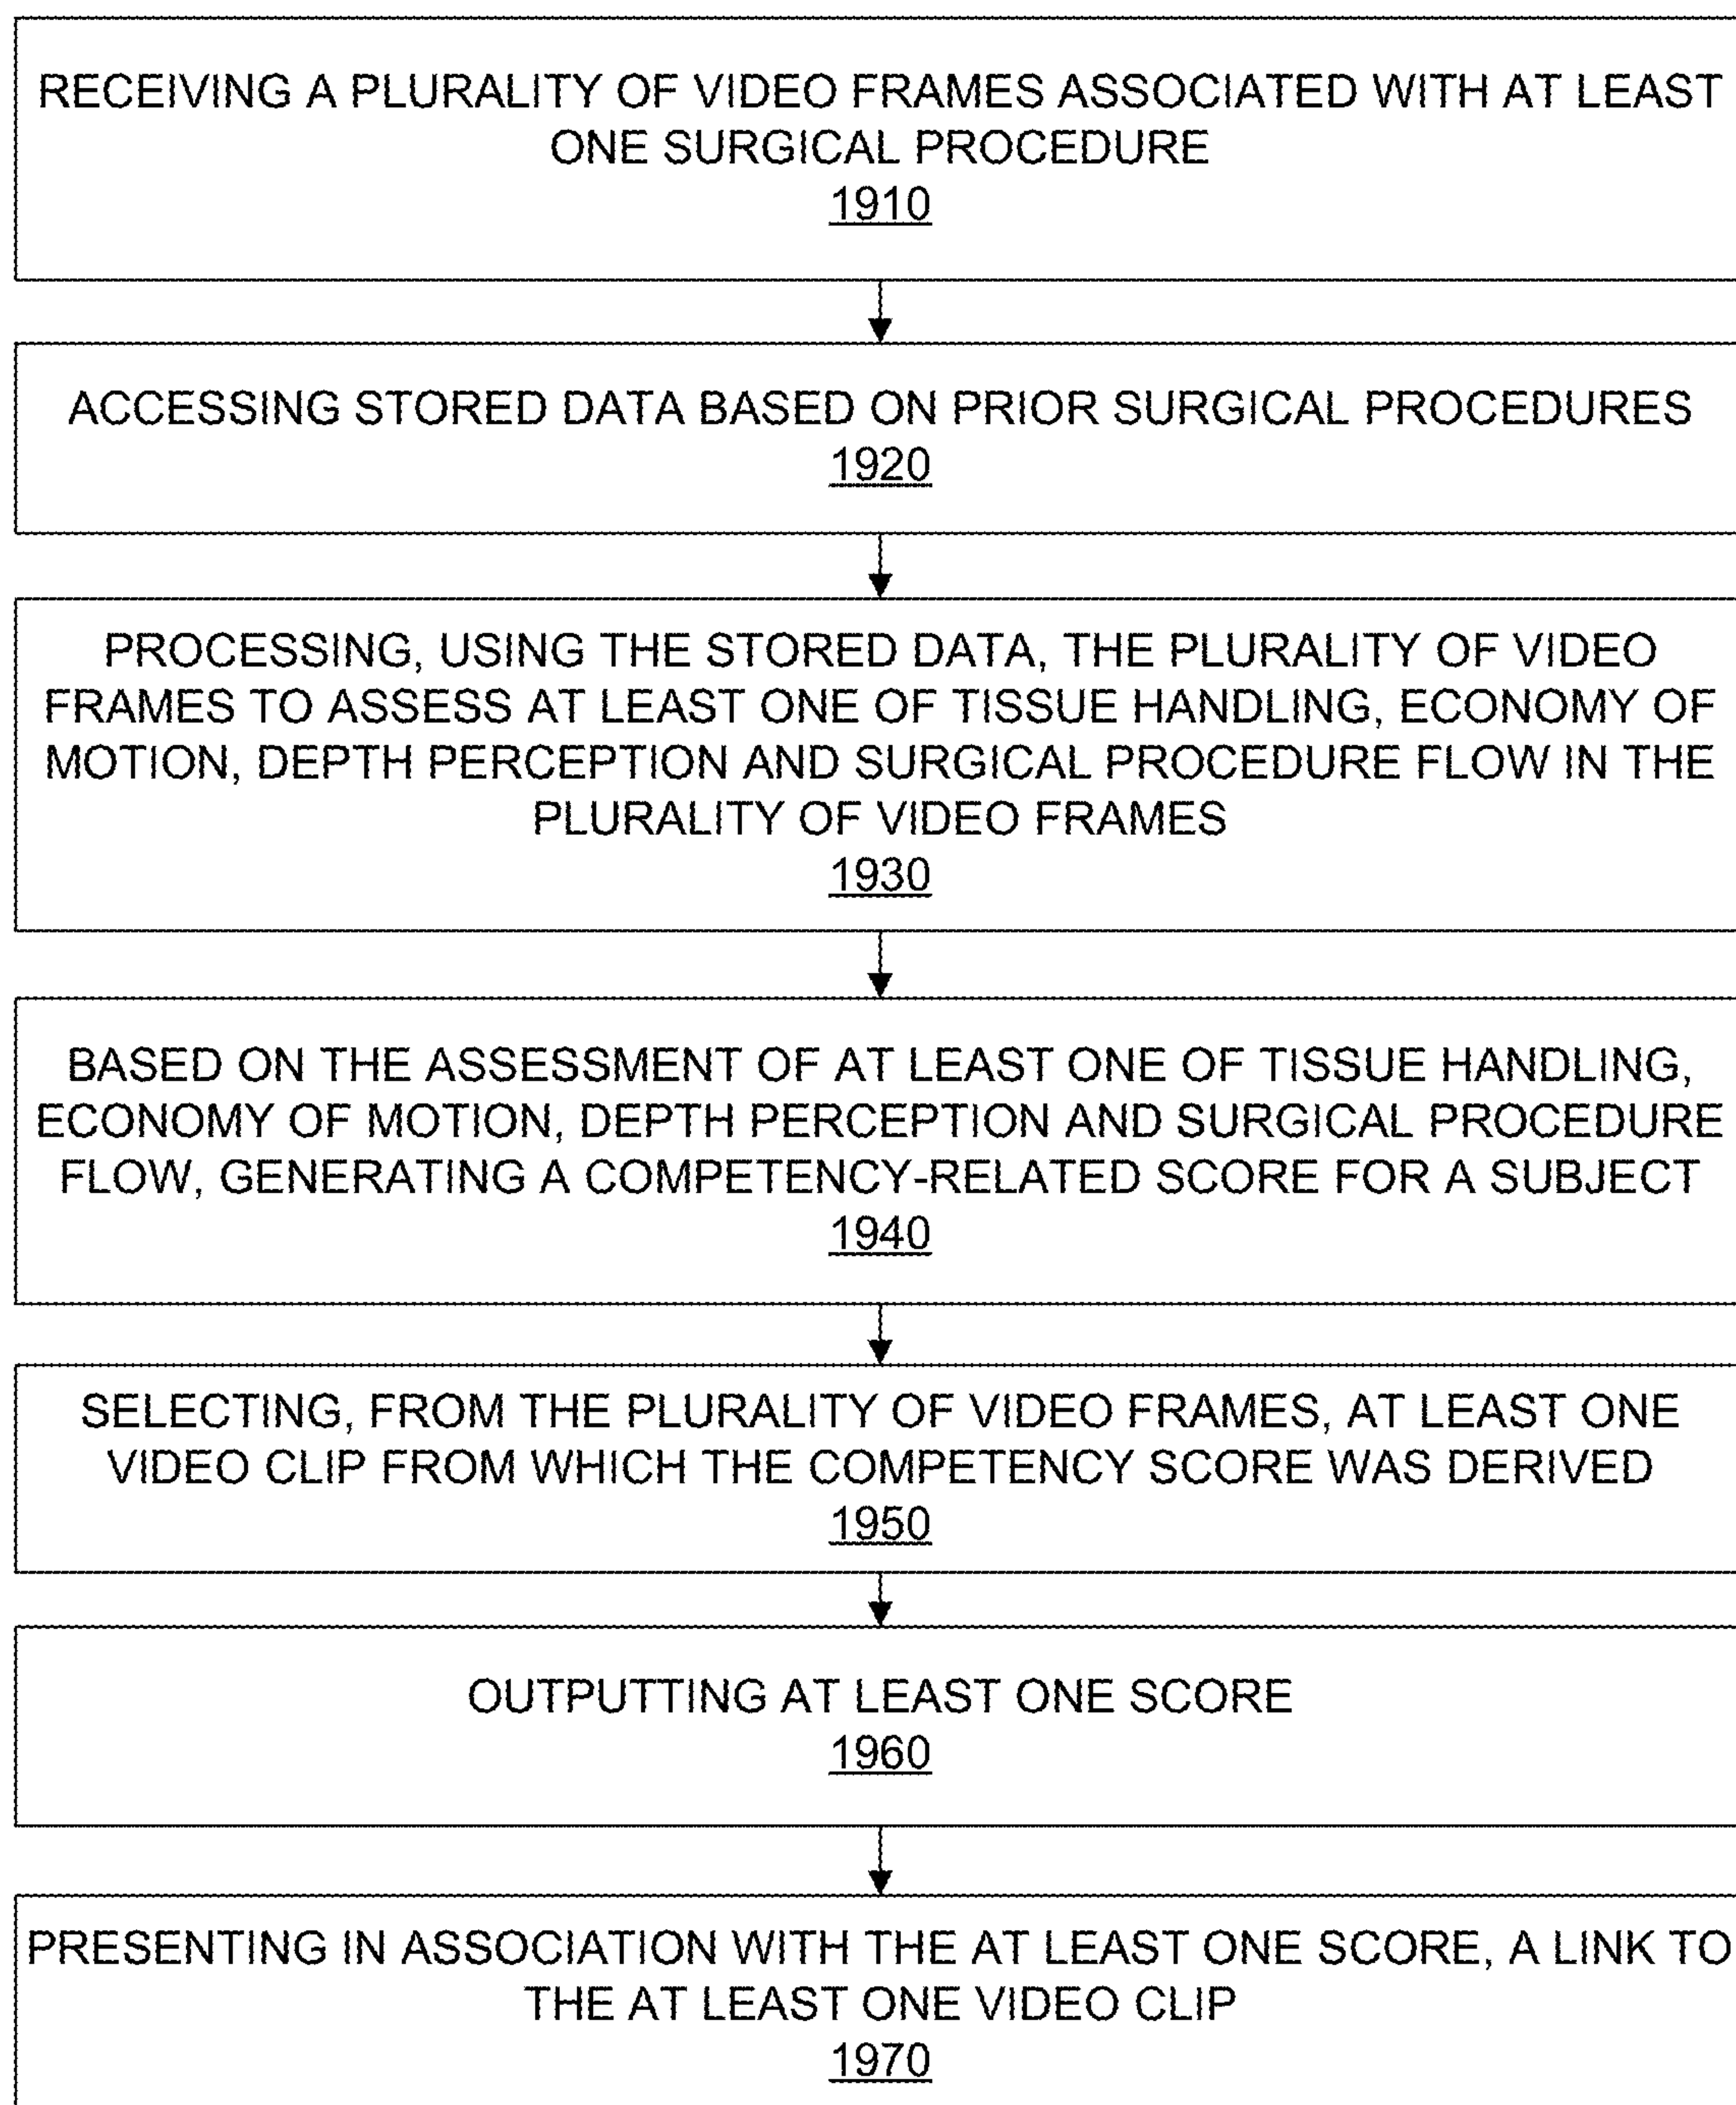 RECEIVING A PLURALITY OF VIDEO FRAMES ASSOCIATED WITH AT LEAST
ONE SURGICAL PROCEDURE
1910
ACCESSING STORED DATA BASED ON PRIOR SURGICAL PROCEDURES
1920
PROCESSING, USING THE STORED DATA, THE PLURALITY OF VIDEO
FRAMES TO ASSESS AT LEAST ONE OF TISSUE HANDLING, ECONOMY OF
MOTION, DEPTH PERCEPTION AND SURGICAL PROCEDURE FLOW IN THE
PLURALITY OF VIDEO FRAMES
1930
BASED ON THE ASSESSMENT OF AT LEAST ONE OF TISSUE HANDLING,
ECONOMY OF MOTION, DEPTH PERCEPTION AND SURGICAL PROCEDURE
FLOW, GENERATING A COMPETENCY-RELATED SCORE FOR A SUBJECT
1940
SELECTING, FROM THE PLURALITY OF VIDEO FRAMES, AT LEAST ONE
VIDEO CLIP FROM WHICH THE COMPETENCY SCORE WAS DERIVED
1950
OUTPUTTING AT LEAST ONE SCORE
1960
PRESENTING IN ASSOCIATION WITH THE AT LEAST ONE SCORE, A LINK TO
THE AT LEAST ONE VIDEO CLIP
1970